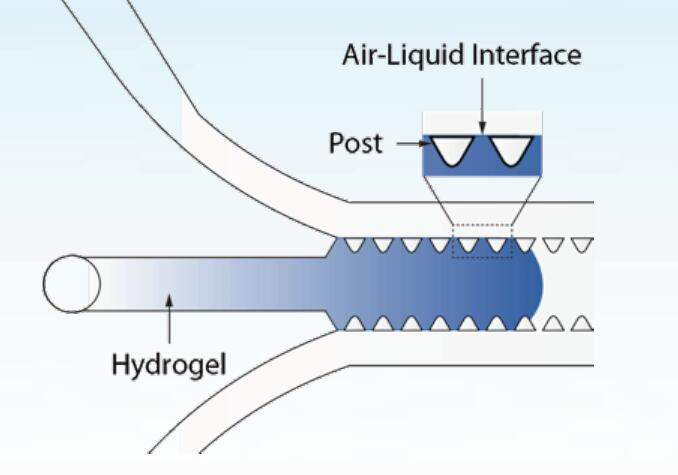 Air-Liquid Interface
Post
Hydrogel